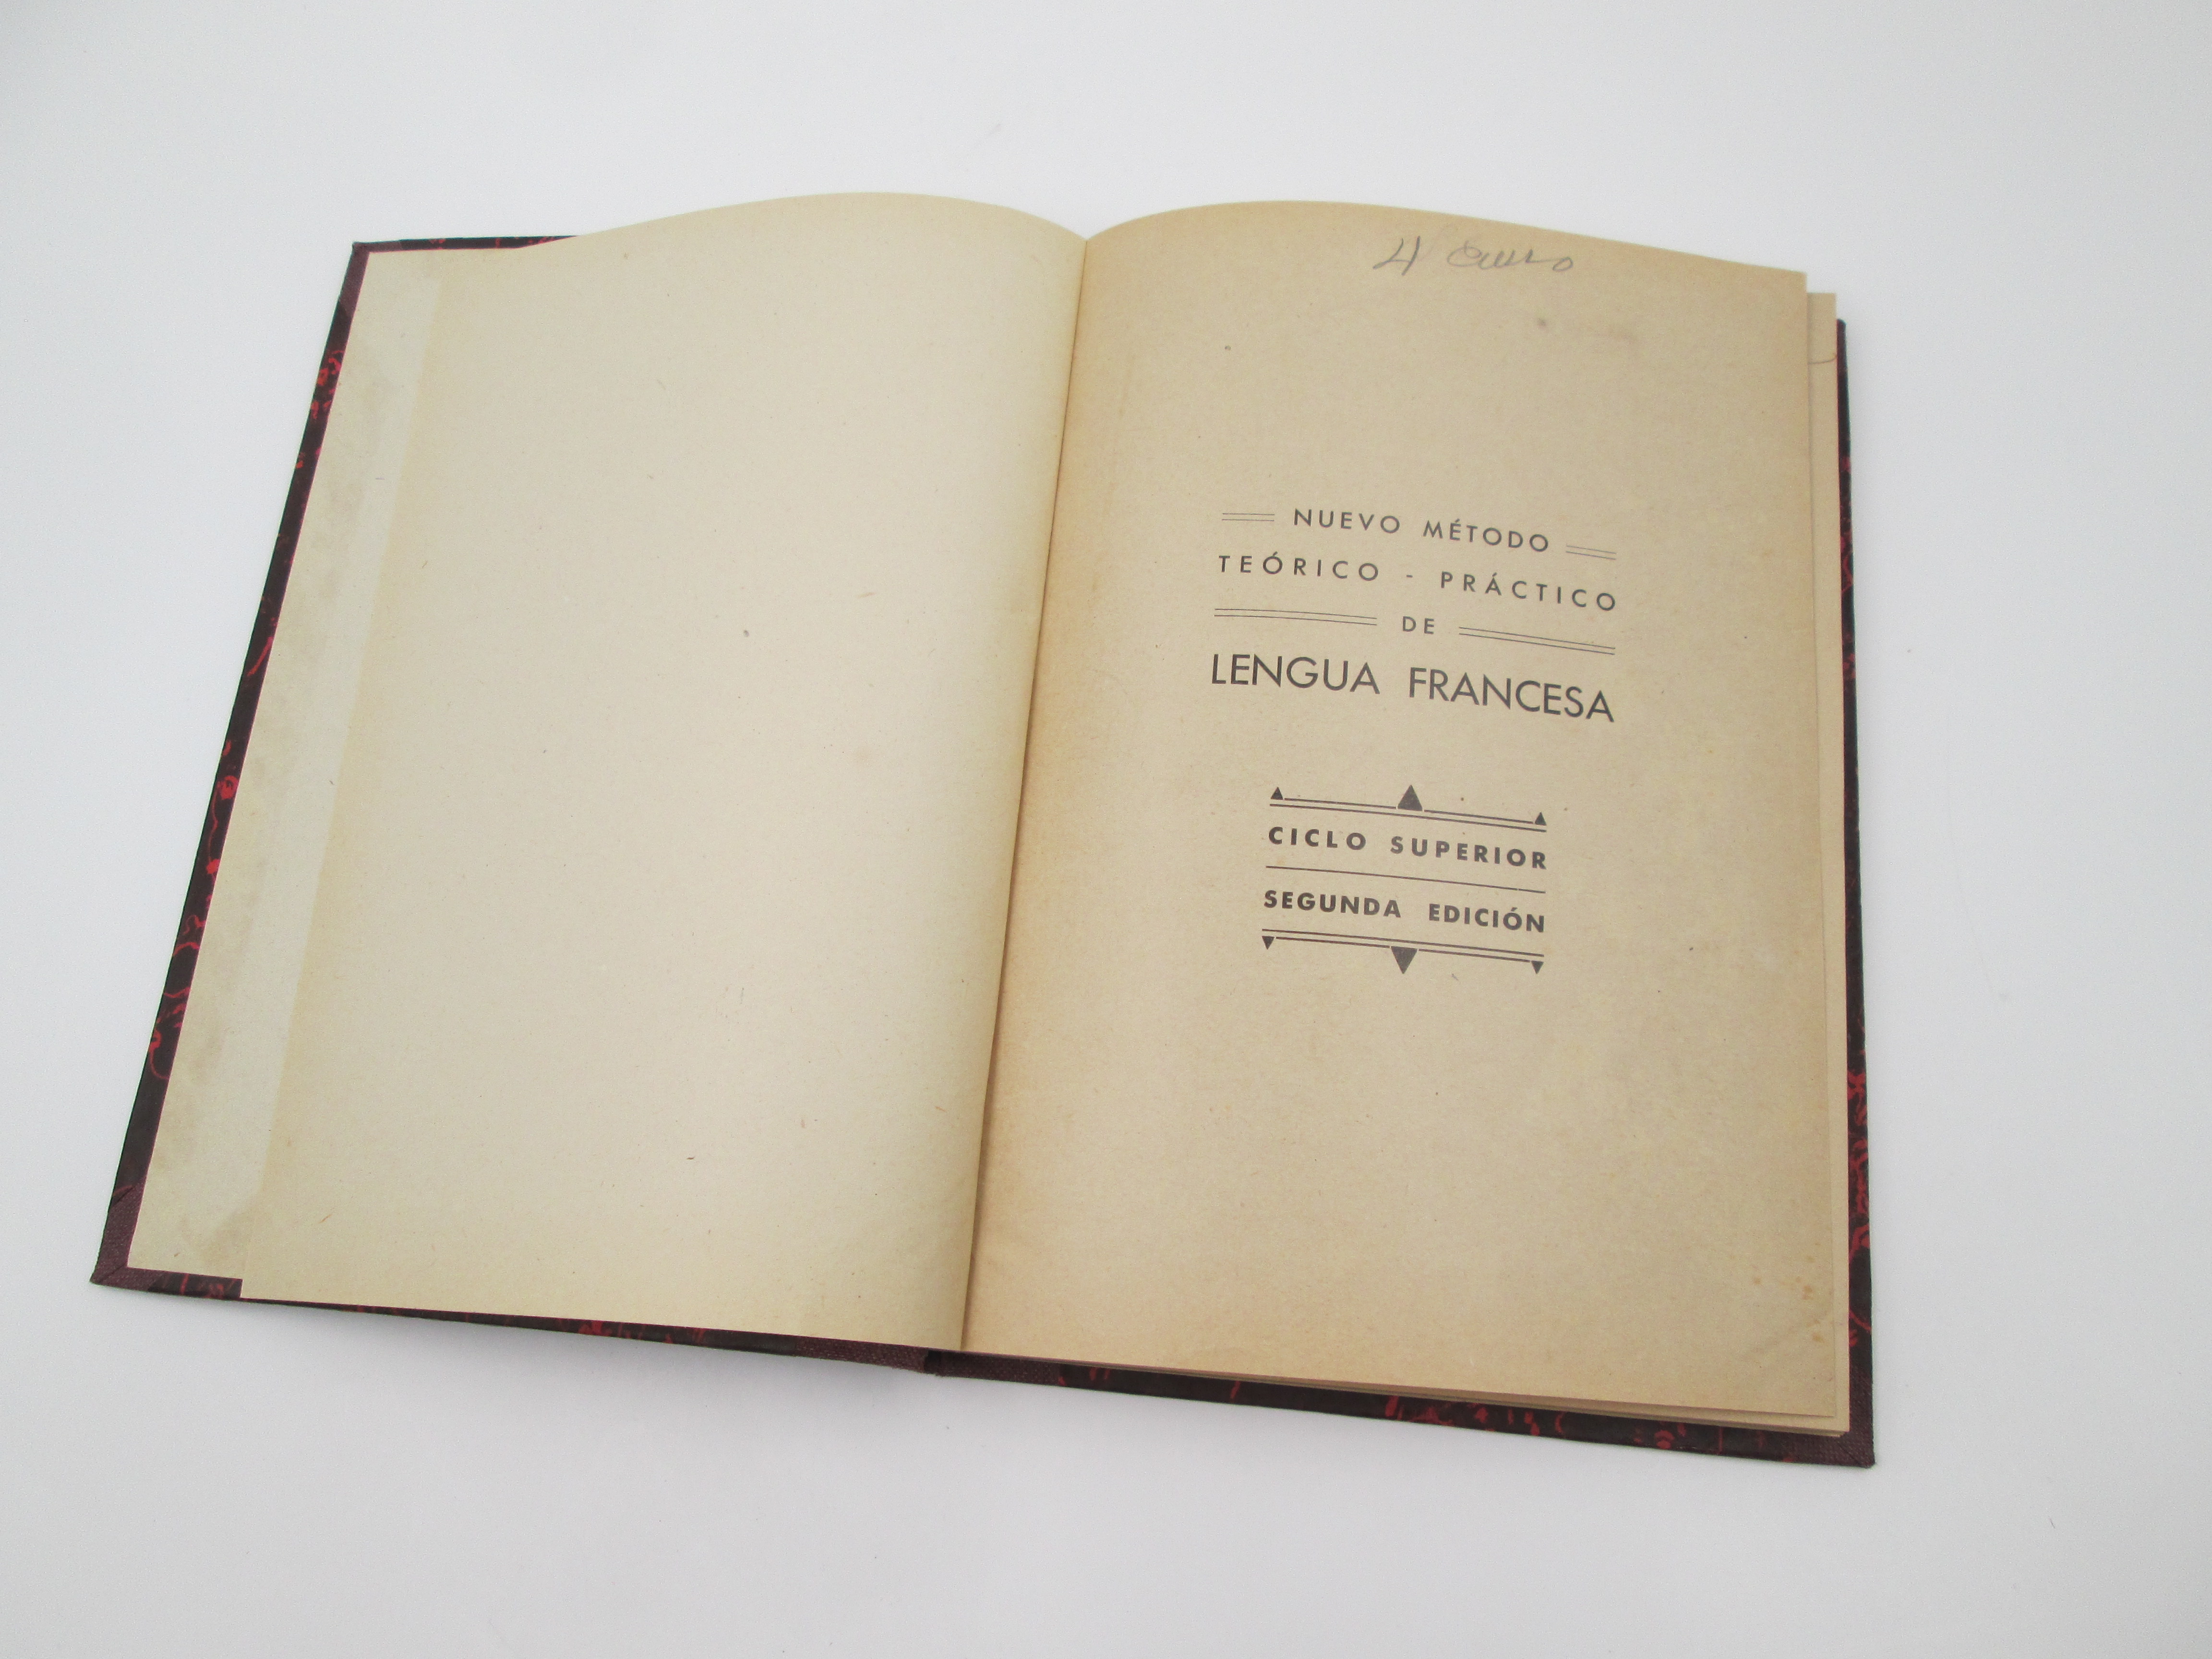 4 Curso
NUEVO MÉTODO
TEÓRICO - PRÁCTICO
DE
LENGUA FRANCESA
CICLO SUPERIOR
SEGUNDA EDICIÓN